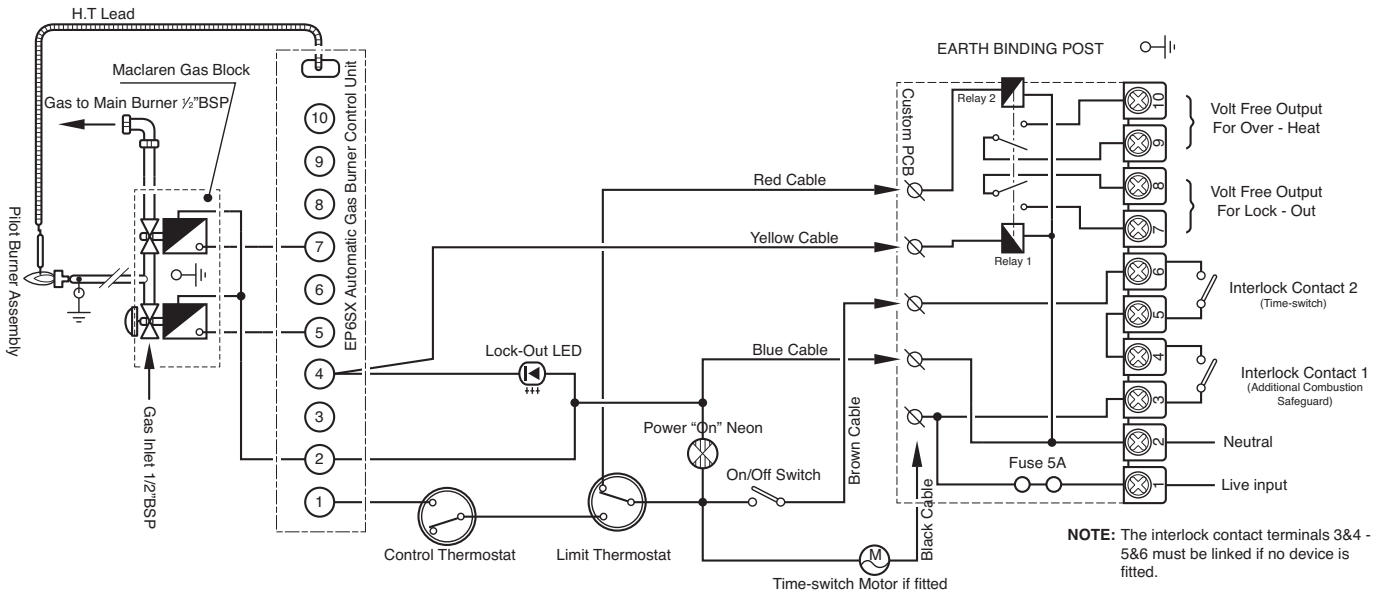 H.T Lead
Maclaren Gas Block
Gas to Main Burner ½"BSP
Pilot Burner Assembly
Gas Inlet 1/2"BSP
EP6SX Automatic Gas Burner Control Unit
10
9
8
7
6
5
4
3
2
1
Lock-Out LED
Power "On" Neon
On/Off Switch
Control Thermostat
Limit Thermostat
M
Time-switch Motor if fitted
Red Cable
Yellow Cable
Blue Cable
Brown Cable
Black Cable
EARTH BINDING POST
Custom PCB
Relay 2
Relay 1
Fuse 5A
10
9
8
7
6
5
4
3
2
1
Volt Free Output
For Over - Heat
Volt Free Output
For Lock - Out
Interlock Contact 2
(Time-switch)
Interlock Contact 1
(Additional Combustion
Safeguard)
Neutral
Live input
NOTE: The interlock contact terminals 3&4 -
5&6 must be linked if no device is
fitted.